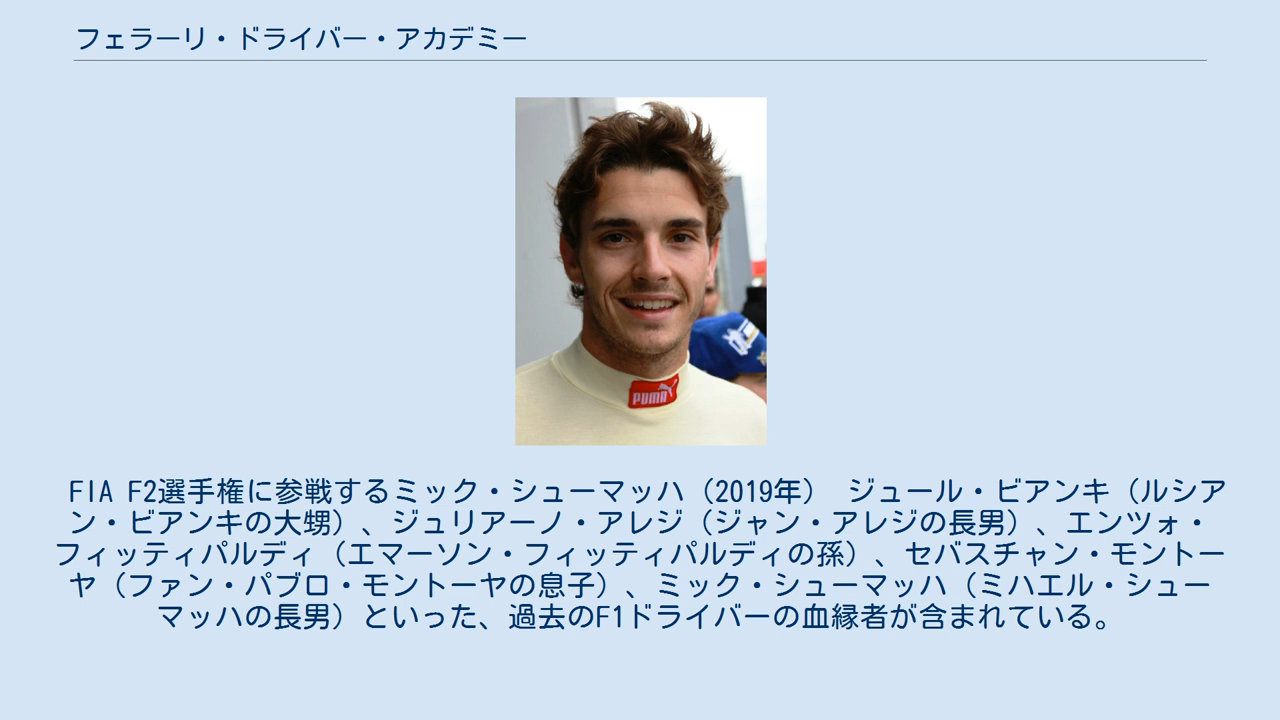 フェラーリ・ドライバー・アカデミー
PUMA
FIA F2選手権に参戦するミック・シューマッハ（2019年） ジュール・ビアンキ（ルシア
ン・ビアンキの大甥）、ジュリアーノ・アレジ（ジャン・アレジの長男）、エンツォ・
フィッティパルディ（エマーソン・フィッティパルディの孫）、セバスチャン・モントー
ヤ（ファン・パブロ・モントーヤの息子）、ミック・シューマッハ（ミハエル・シュー
マッハの長男）といった、過去のF1ドライバーの血縁者が含まれている。